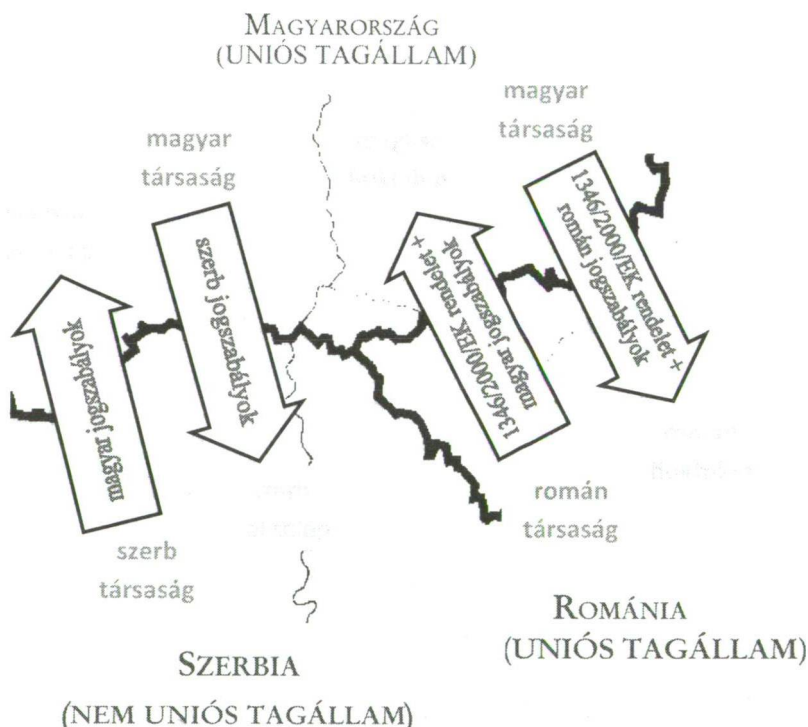 MAGYARORSZÁG
(UNIÓS TAGÁLLAM)
magyar
társaság
magyar
társaság
magyar jogszabályok
szerb jogszabályok
1346/2000/EK rendelet +
magyar jogszabályok
1346/2000/EK rendelet +
román jogszabályok
szerb
társaság
román
társaság
SZERBIA
(NEM UNIÓS TAGÁLLAM)
ROMÁNIA
(UNIÓS TAGÁLLAM)